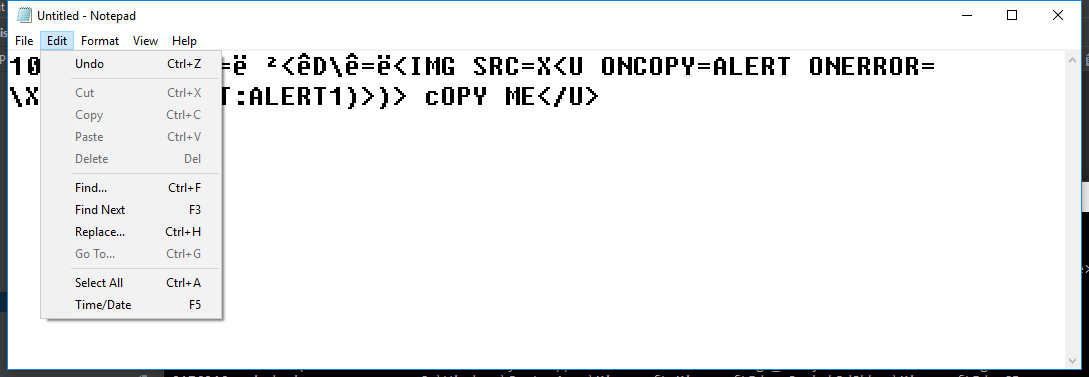 Untitled - Notepad
File Edit Format View Help
10 =ë ²<êD\ê=ë<IMG SRC=X<U ONCOPY=ALERT ONERROR=
\X T:ALERT1)>)> cOPY ME</U>
Undo Ctrl+Z
Cut Ctrl+X
Copy Ctrl+C
Paste Ctrl+V
Delete Del
Find... Ctrl+F
Find Next F3
Replace... Ctrl+H
Go To... Ctrl+G
Select All Ctrl+A
Time/Date F5